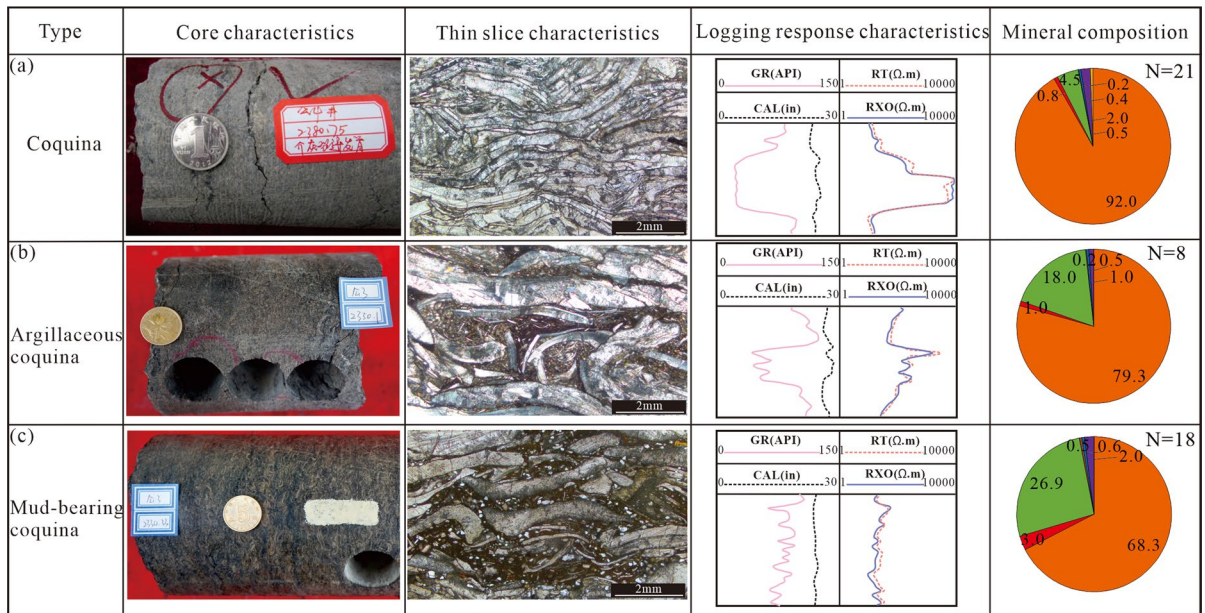 Type
Core characteristics
Thin slice characteristics
Logging response characteristics
Mineral composition
(a)
Coquina
2380.75
2mm
GR(API)
0 150
CAL(in)
0 30
RT(Ω.m)
1 10000
RXO(Ω.m)
1 10000
N=21
4.5
0.8
0.2
0.4
2.0
0.5
92.0
(b)
Argillaceous
coquina
2mm
GR(API)
0 150
CAL(in)
0 30
RT(Ω.m)
1 10000
RXO(Ω.m)
1 10000
N=8
0.2 0.5
18.0
1.0
1.0
79.3
(c)
Mud-bearing
coquina
2mm
GR(API)
0 150
CAL(in)
0 30
RT(Ω.m)
1 10000
RXO(Ω.m)
1 10000
N=18
0.5 0.6
2.0
26.9
3.0
68.3